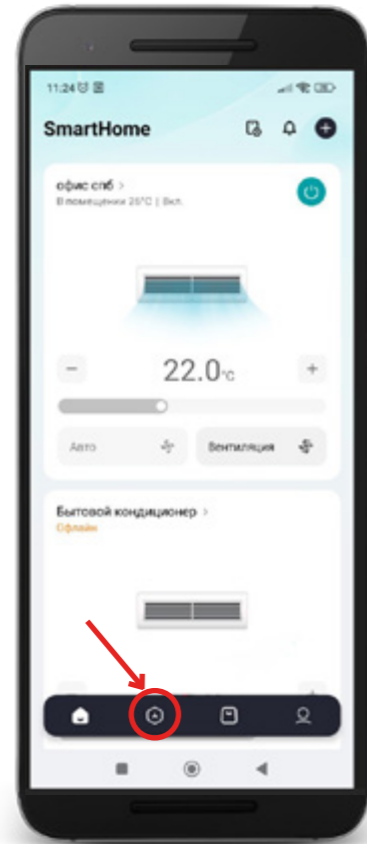 11:24
SmartHome
офис спб >
В помещении 26°C | Вкл.
− 22.0°c +
Авто
Вентиляция
Бытовой кондиционер >
Офлайн